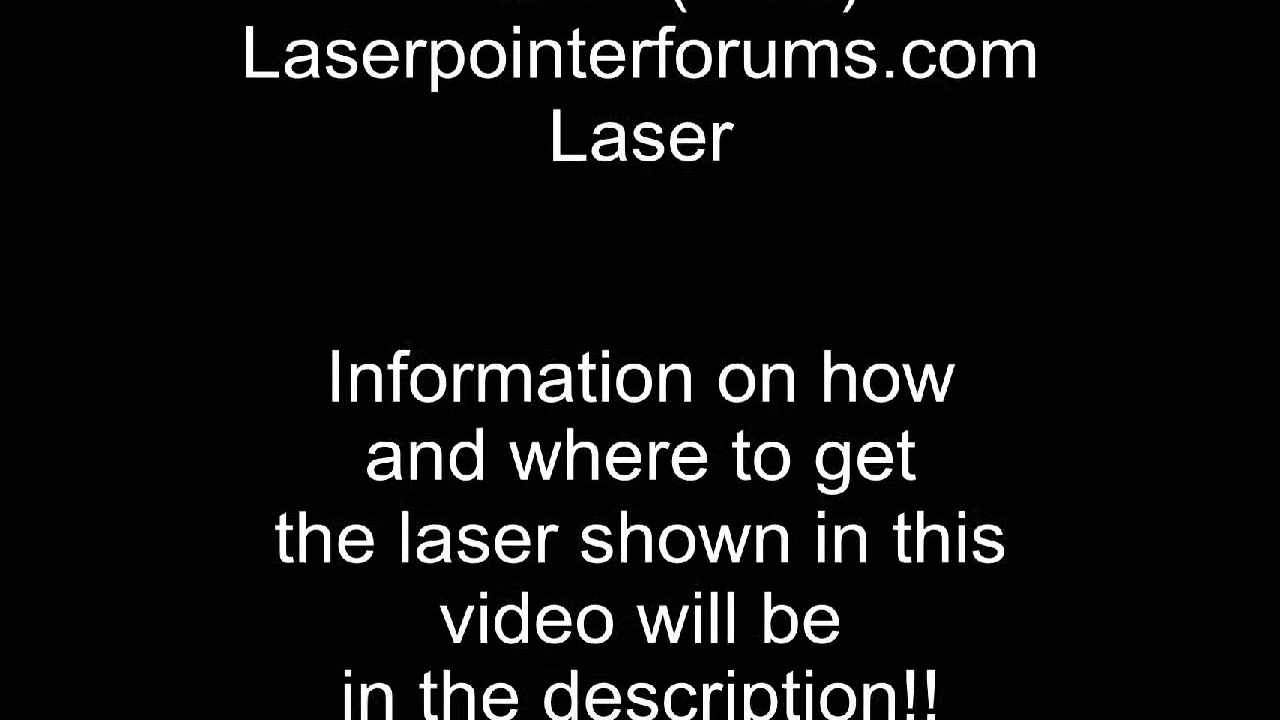 Laserpointerforums.com
Laser
Information on how
and where to get
the laser shown in this
video will be
in the description!!